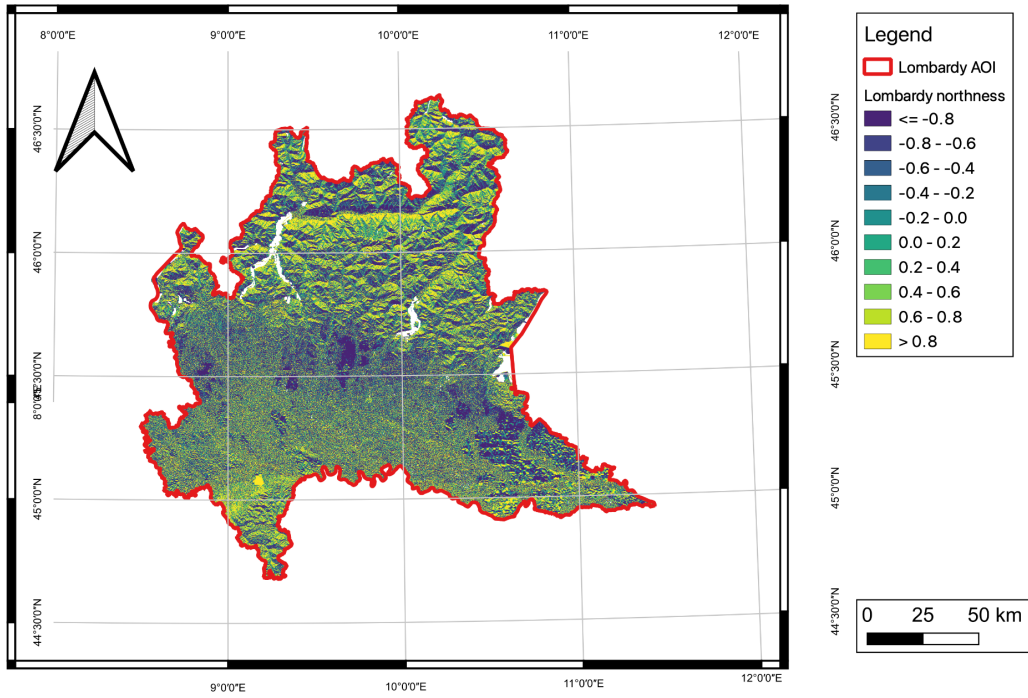 8°0'0"E 9°0'0"E 10°0'0"E 11°0'0"E 12°0'0"E
46°30'0"N 46°30'0"N
46°0'0"N 46°0'0"N
45°30'0"N 45°30'0"N
45°0'0"N 45°0'0"N
44°30'0"N 44°30'0"N
9°0'0"E 10°0'0"E 11°0'0"E 12°0'0"E
Legend
Lombardy AOI
Lombardy northness
<= -0.8
-0.8 - -0.6
-0.6 - -0.4
-0.4 - -0.2
-0.2 - 0.0
0.0 - 0.2
0.2 - 0.4
0.4 - 0.6
0.6 - 0.8
> 0.8
0 25 50 km